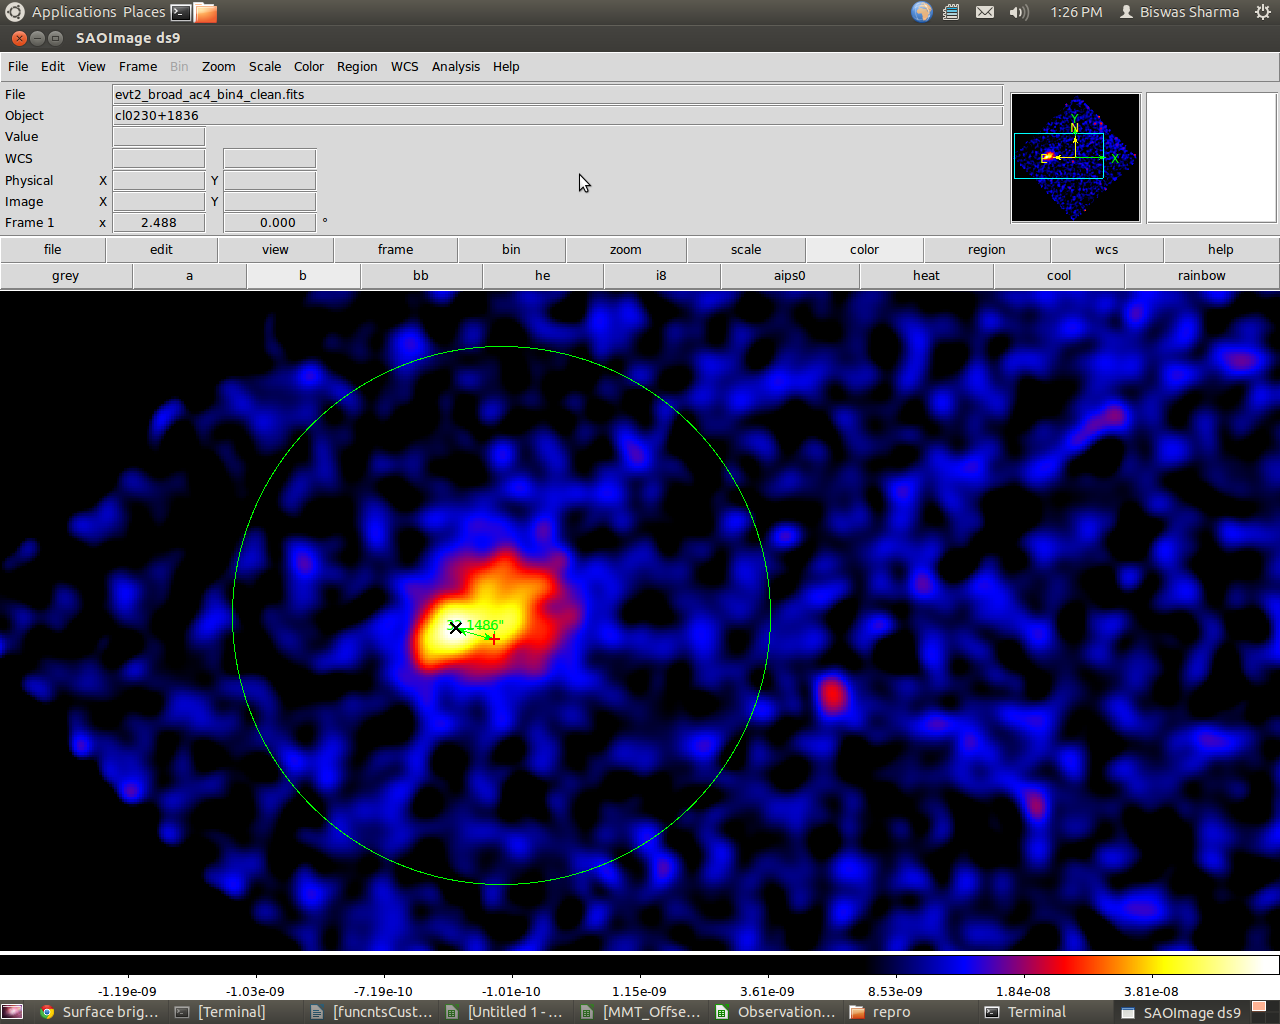 Applications Places 1:26 PM Biswas Sharma
SAOImage ds9
File Edit View Frame Bin Zoom Scale Color Region WCS Analysis Help
File evt2_broad_ac4_bin4_clean.fits
Object cl0230+1836
Value
WCS
Physical X Y
Image X Y
Frame 1 x 2.488 0.000 °
Y
N
E
X
file edit view frame bin zoom scale color region wcs help
grey a b bb he i8 aips0 heat cool rainbow
-1.19e-09 -1.03e-09 -7.19e-10 -1.01e-10 1.15e-09 3.61e-09 8.53e-09 1.84e-08 3.81e-08
Surface brig... [Terminal] [funcntsCust... [Untitled 1 - ... [MMT_Offse... Observation... repro Terminal SAOImage ds9